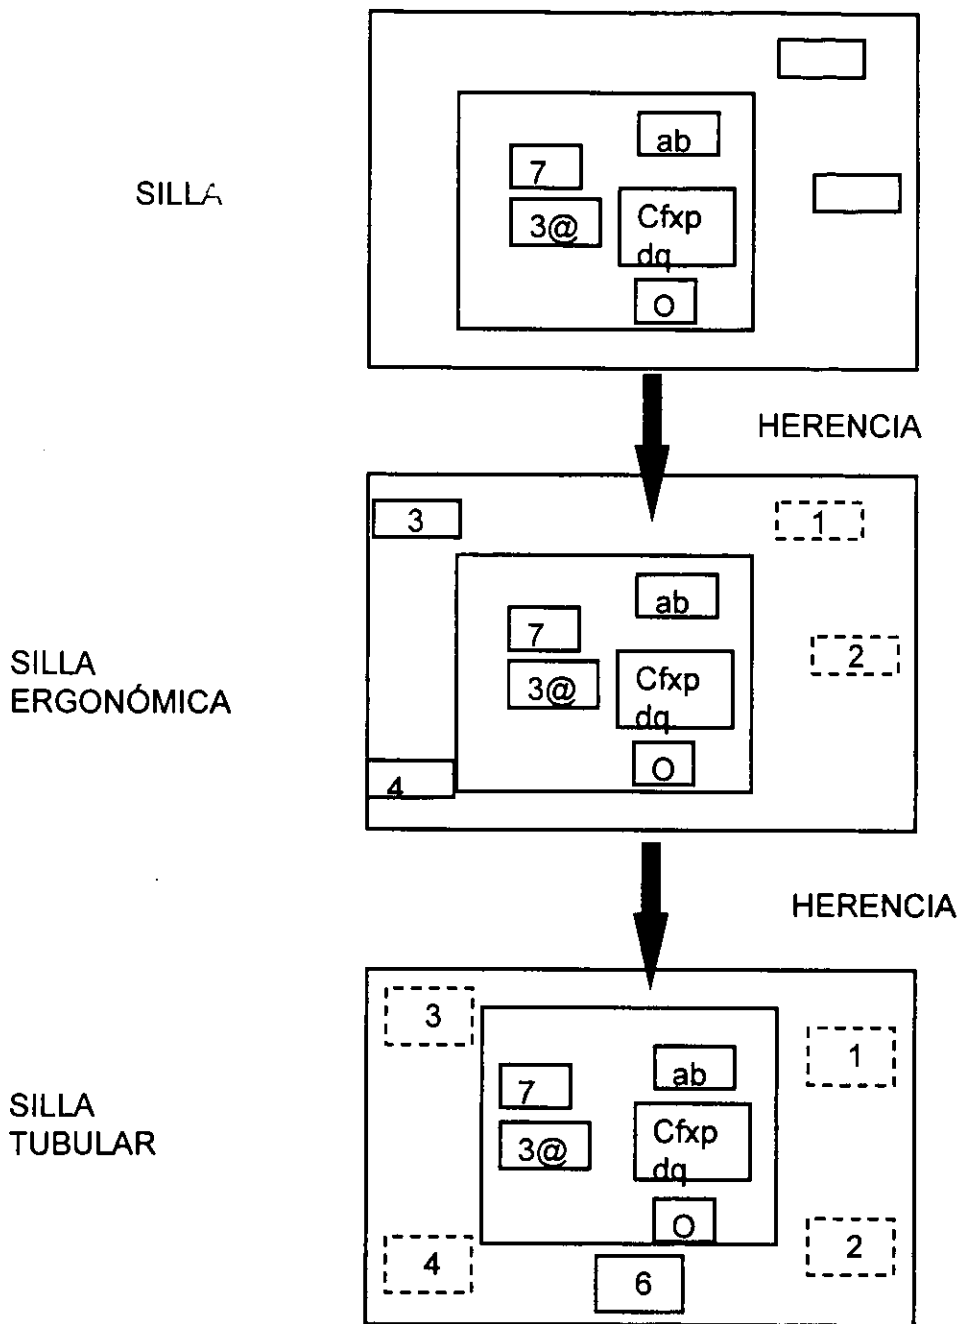 SILLA
ab
7
3@
Cfxp
dq
O
HERENCIA
SILLA
ERGONÓMICA
3
1
ab
7
2
3@
Cfxp
dq
O
4
HERENCIA
SILLA
TUBULAR
3
1
7
ab
3@
Cfxp
dq
O
4
2
6